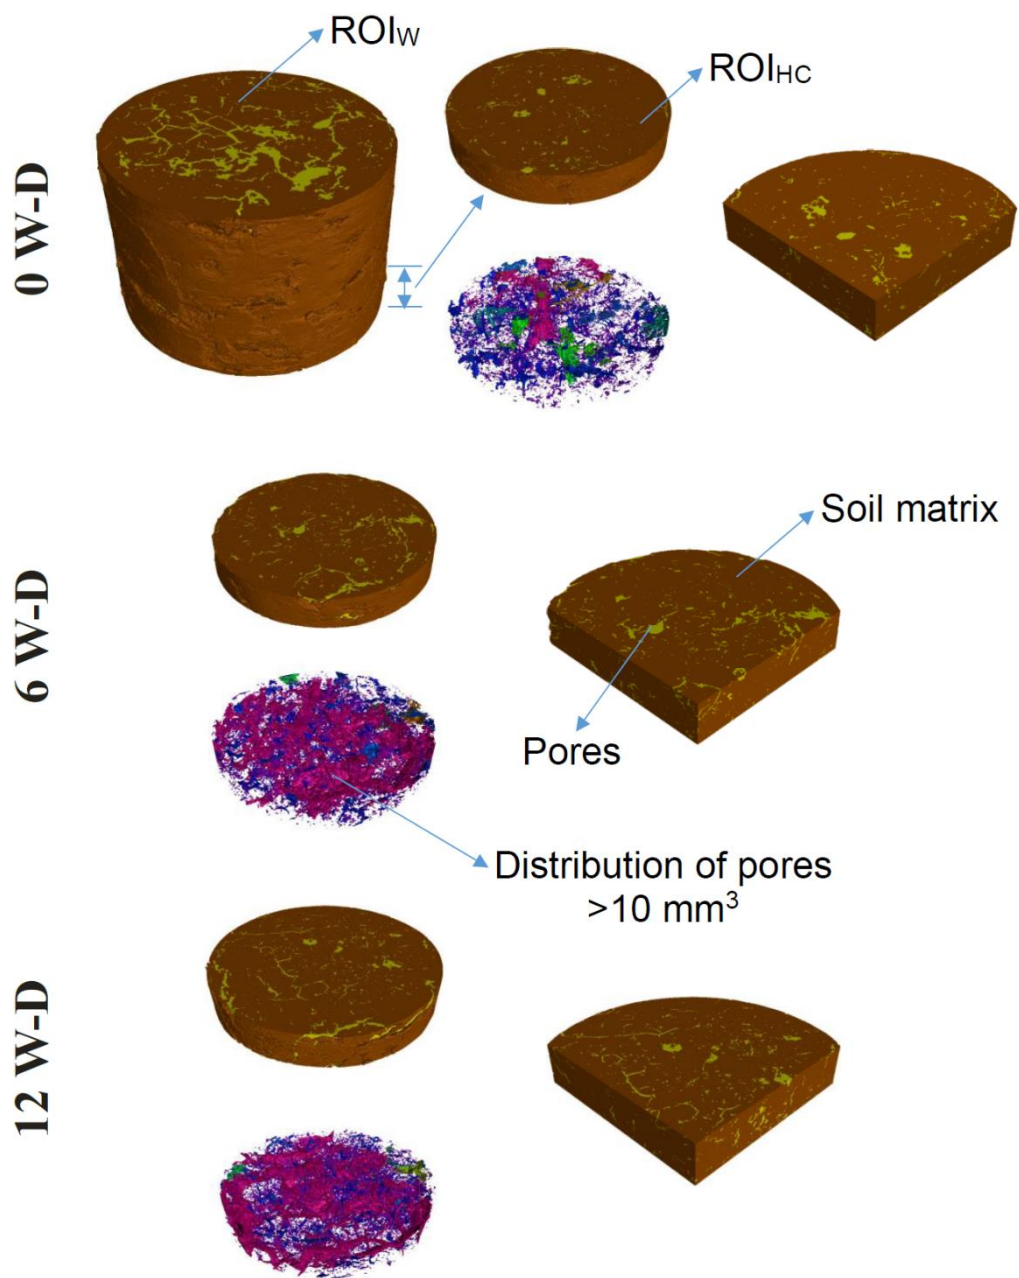 ROIW
ROIHC
0 W-D
Soil matrix
6 W-D
Pores
Distribution of pores
>10 mm³
12 W-D